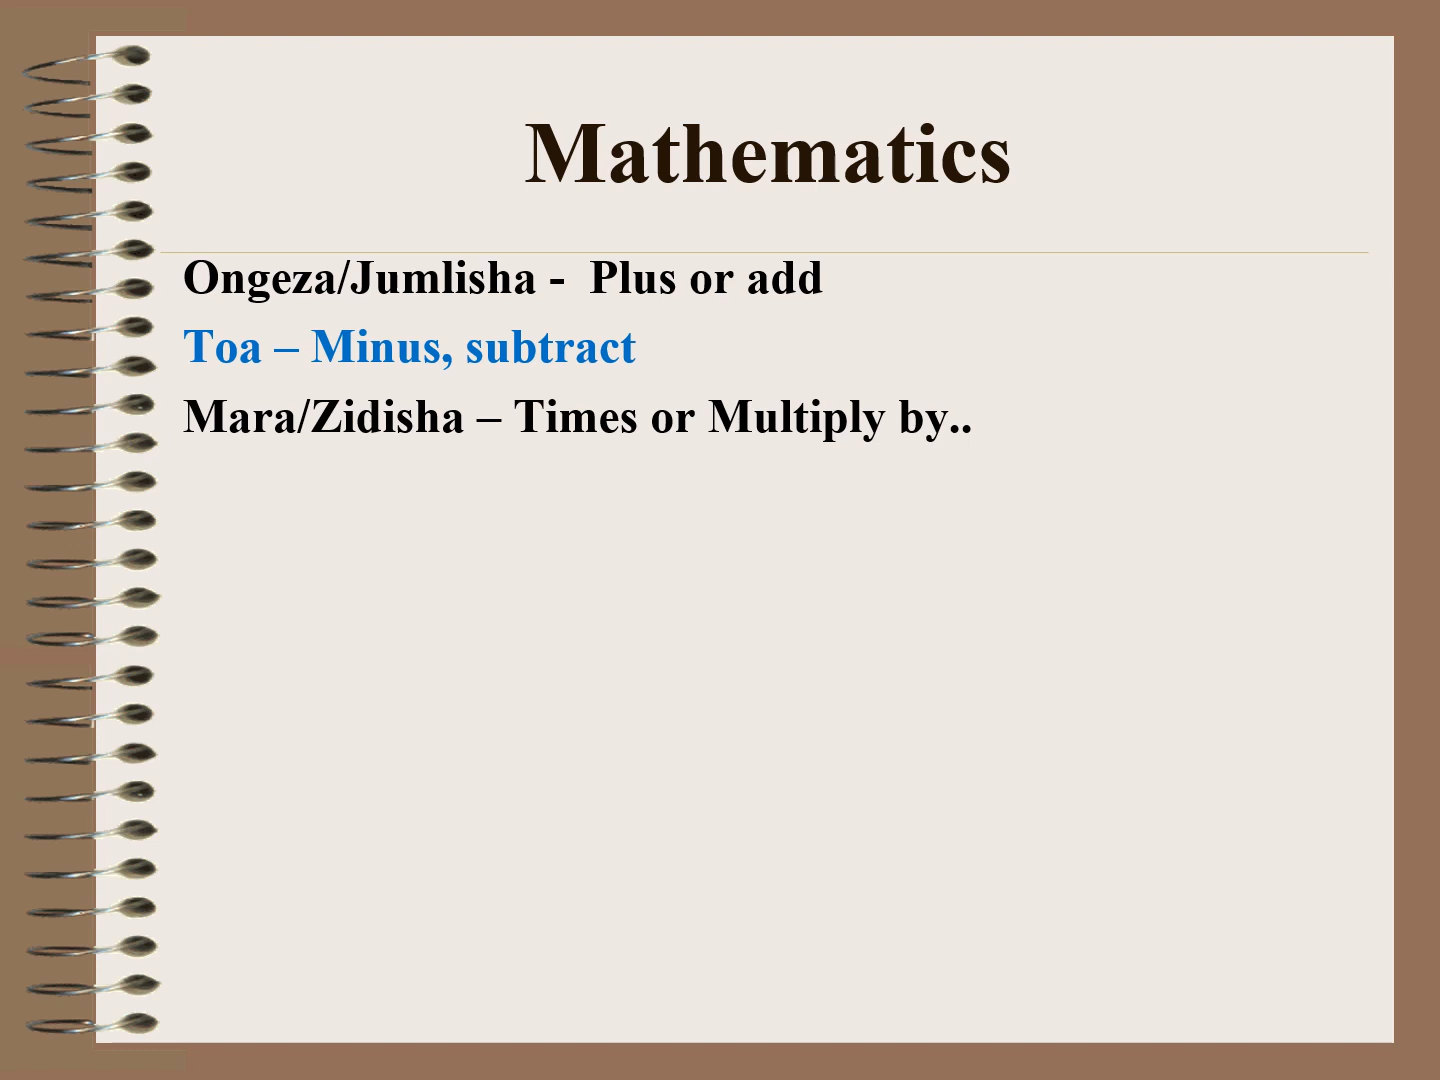 Mathematics
Ongeza/Jumlisha -  Plus or add
Toa – Minus, subtract
Mara/Zidisha – Times or Multiply by..